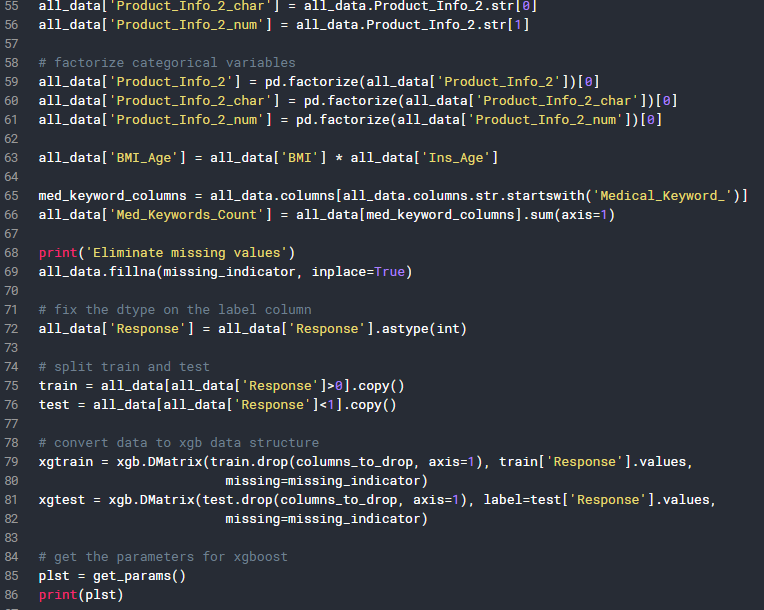 55 all_data['Product_Info_2_char'] = all_data.Product_Info_2.str[0]
56 all_data['Product_Info_2_num'] = all_data.Product_Info_2.str[1]
57
58 # factorize categorical variables
59 all_data['Product_Info_2'] = pd.factorize(all_data['Product_Info_2'])[0]
60 all_data['Product_Info_2_char'] = pd.factorize(all_data['Product_Info_2_char'])[0]
61 all_data['Product_Info_2_num'] = pd.factorize(all_data['Product_Info_2_num'])[0]
62
63 all_data['BMI_Age'] = all_data['BMI'] * all_data['Ins_Age']
64
65 med_keyword_columns = all_data.columns[all_data.columns.str.startswith('Medical_Keyword_')]
66 all_data['Med_Keywords_Count'] = all_data[med_keyword_columns].sum(axis=1)
67
68 print('Eliminate missing values')
69 all_data.fillna(missing_indicator, inplace=True)
70
71 # fix the dtype on the label column
72 all_data['Response'] = all_data['Response'].astype(int)
73
74 # split train and test
75 train = all_data[all_data['Response']>0].copy()
76 test = all_data[all_data['Response']<1].copy()
77
78 # convert data to xgb data structure
79 xgtrain = xgb.DMatrix(train.drop(columns_to_drop, axis=1), train['Response'].values,
80 missing=missing_indicator)
81 xgtest = xgb.DMatrix(test.drop(columns_to_drop, axis=1), label=test['Response'].values,
82 missing=missing_indicator)
83
84 # get the parameters for xgboost
85 plst = get_params()
86 print(plst)